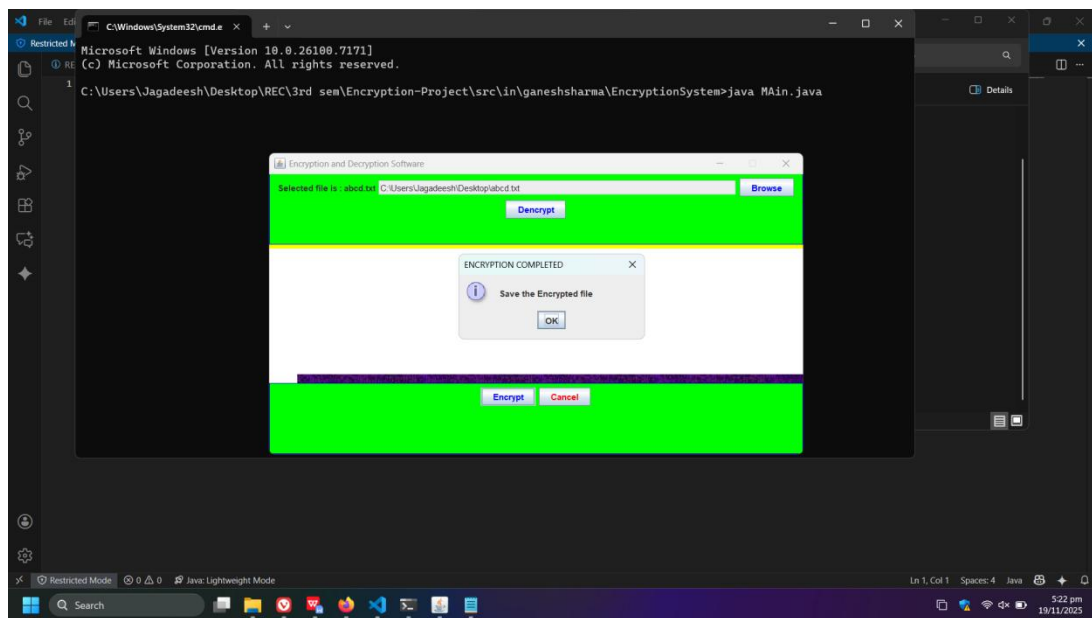 File Edi
C:\Windows\System32\cmd.e
Restricted M
Microsoft Windows [Version 10.0.26100.7171]
(c) Microsoft Corporation. All rights reserved.
RE
1
C:\Users\Jagadeesh\Desktop\REC\3rd sem\Encryption-Project\src\in\ganeshsharma\EncryptionSystem>java MAin.java
Details
Encryption and Decryption Software
Selected file is : abcd.txt C:\Users\Jagadeesh\Desktop\abcd.txt Browse
Dencrypt
ENCRYPTION COMPLETED
Save the Encrypted file
OK
Encrypt Cancel
Restricted Mode 0 0 Java: Lightweight Mode Ln 1, Col 1 Spaces: 4 Java
Search
5:22 pm
19/11/2025